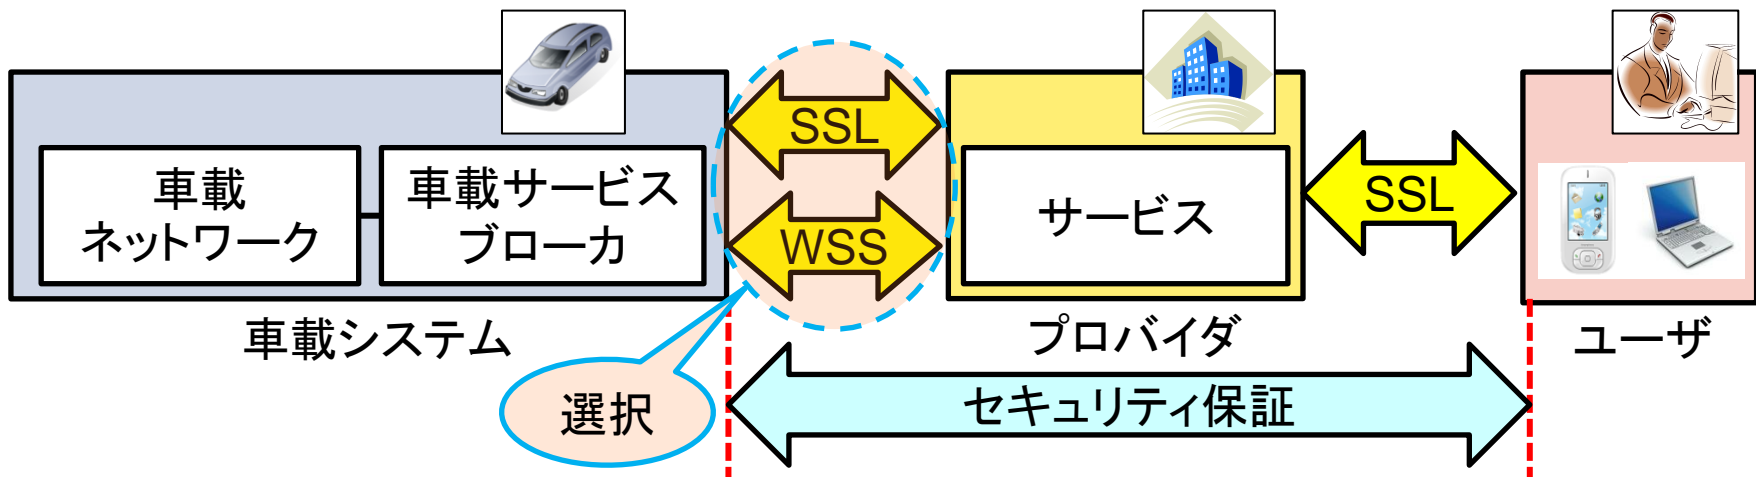 車載
ネットワーク
車載サービス
ブローカ
車載システム
SSL
WSS
選択
サービス
プロバイダ
SSL
ユーザ
セキュリティ保証